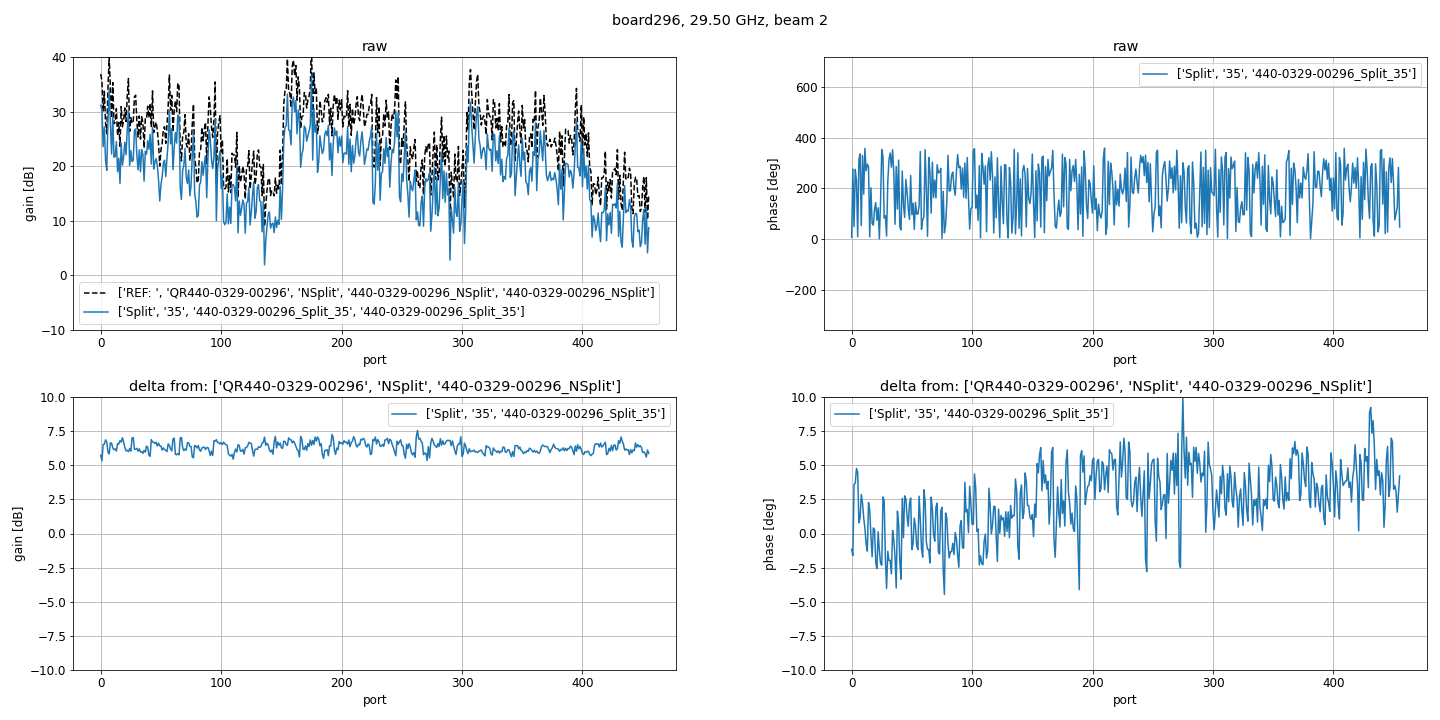 board296, 29.50 GHz, beam 2
raw
40
30
20
10
0
−10
gain [dB]
['REF: ', 'QR440-0329-00296', 'NSplit', '440-0329-00296_NSplit', '440-0329-00296_NSplit']
['Split', '35', '440-0329-00296_Split_35', '440-0329-00296_Split_35']
0 100 200 300 400
port
raw
600
400
200
0
−200
phase [deg]
['Split', '35', '440-0329-00296_Split_35']
0 100 200 300 400
port
delta from: ['QR440-0329-00296', 'NSplit', '440-0329-00296_NSplit']
10.0
7.5
5.0
2.5
0.0
−2.5
−5.0
−7.5
−10.0
gain [dB]
['Split', '35', '440-0329-00296_Split_35']
0 100 200 300 400
port
delta from: ['QR440-0329-00296', 'NSplit', '440-0329-00296_NSplit']
10.0
7.5
5.0
2.5
0.0
−2.5
−5.0
−7.5
−10.0
phase [deg]
['Split', '35', '440-0329-00296_Split_35']
0 100 200 300 400
port